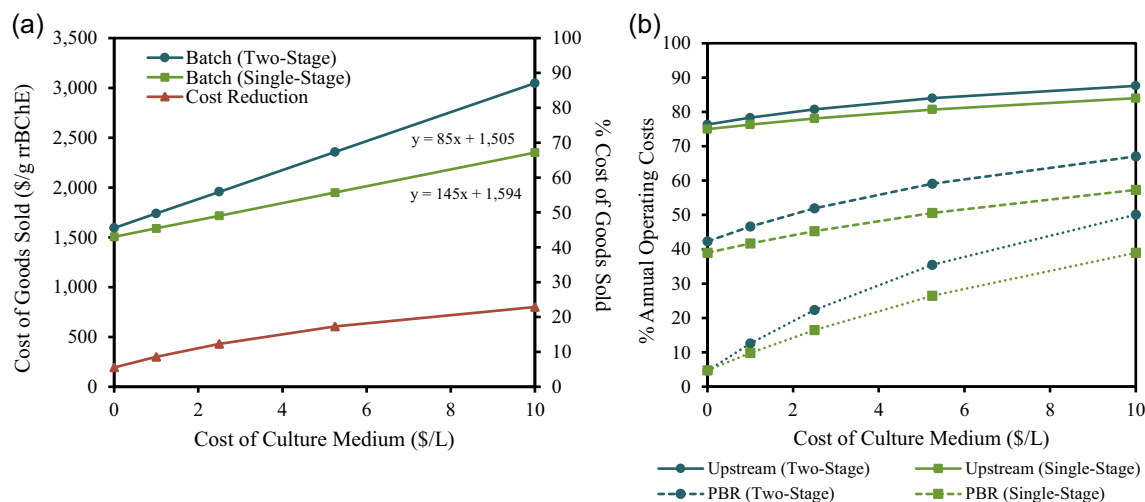 (a)
3,500
3,000
2,500
2,000
1,500
1,000
500
0
Cost of Goods Sold ($/g rrBChE)
Batch (Two-Stage)
Batch (Single-Stage)
Cost Reduction
y = 85x + 1,505
y = 145x + 1,594
100
90
80
70
60
50
40
30
20
10
0
% Cost of Goods Sold
0 2 4 6 8 10
Cost of Culture Medium ($/L)
(b)
100
90
80
70
60
50
40
30
20
10
0
% Annual Operating Costs
0 2 4 6 8 10
Cost of Culture Medium ($/L)
Upstream (Two-Stage) Upstream (Single-Stage)
PBR (Two-Stage) PBR (Single-Stage)